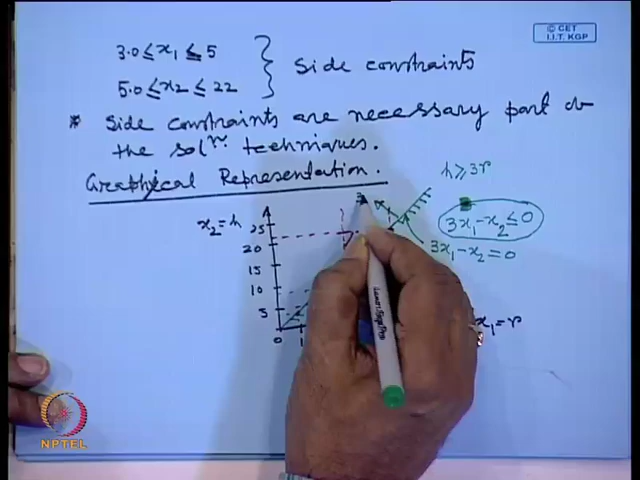 © CET
I.I.T. KGP
3.0 ≤ x₁ ≤ 5
5.0 ≤ x₂ ≤ 22
} Side constraints
* Side constraints are necessary part
the solⁿ. techniques.
Graphical Representation.
h ≥ 3r
x₂ = h
3x₁ - x₂ ≤ 0
3x₁ - x₂ = 0
25
20
15
10
5
0 1
x₁ = r
NPTEL